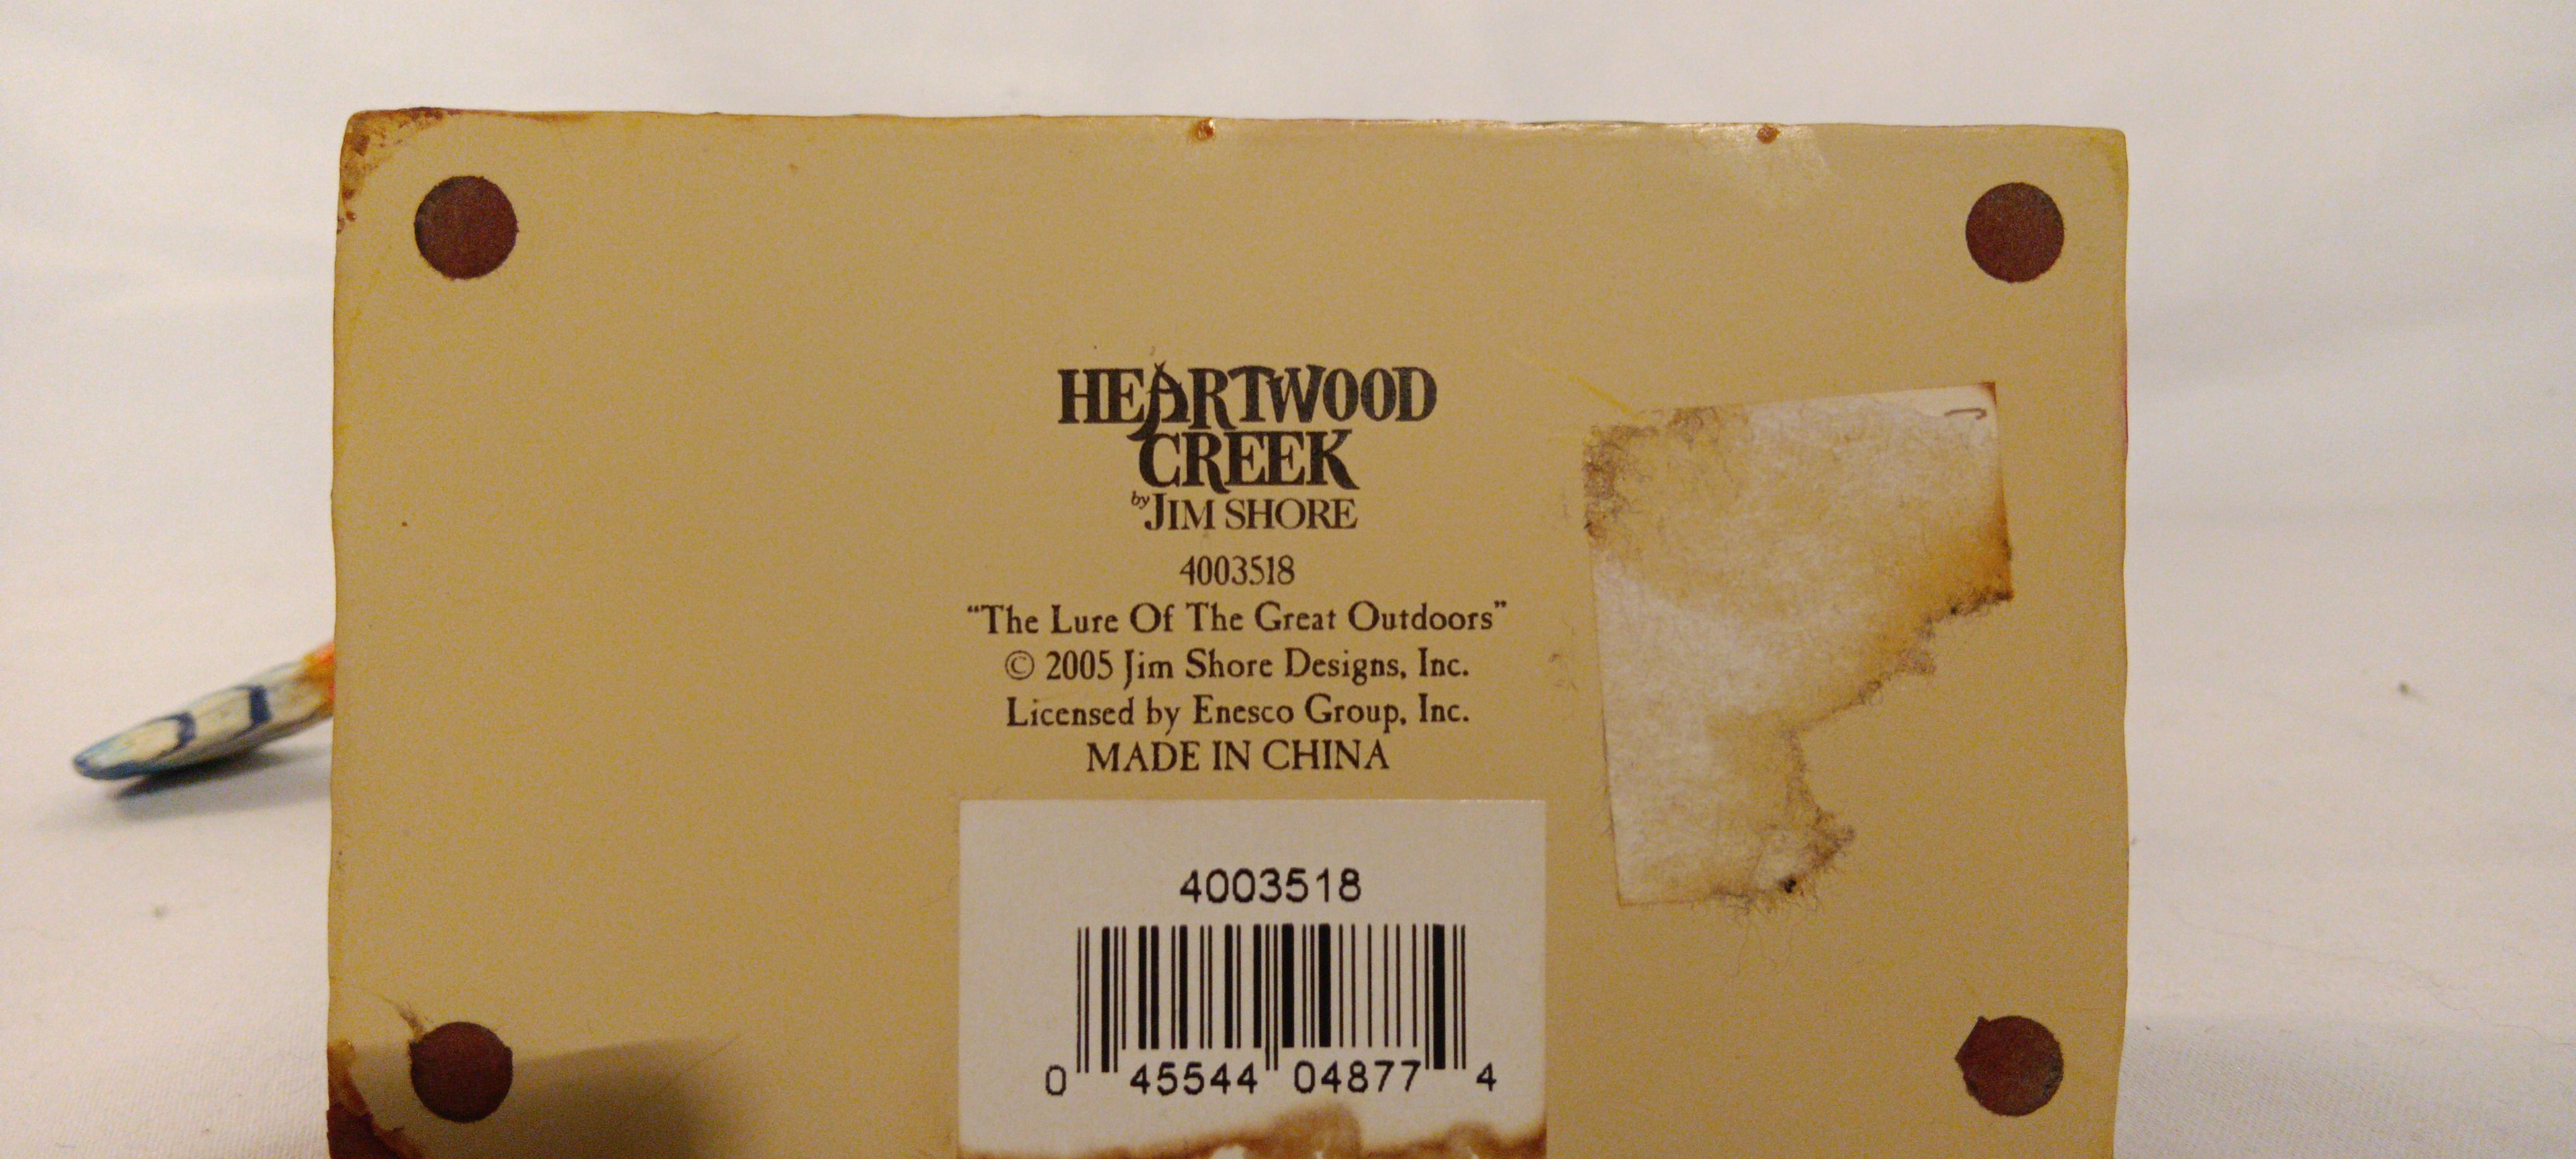 HEARTWOOD
CREEK
by JIM SHORE
4003518
“The Lure Of The Great Outdoors”
© 2005 Jim Shore Designs, Inc.
Licensed by Enesco Group, Inc.
MADE IN CHINA
4003518
0 45544 04877 4